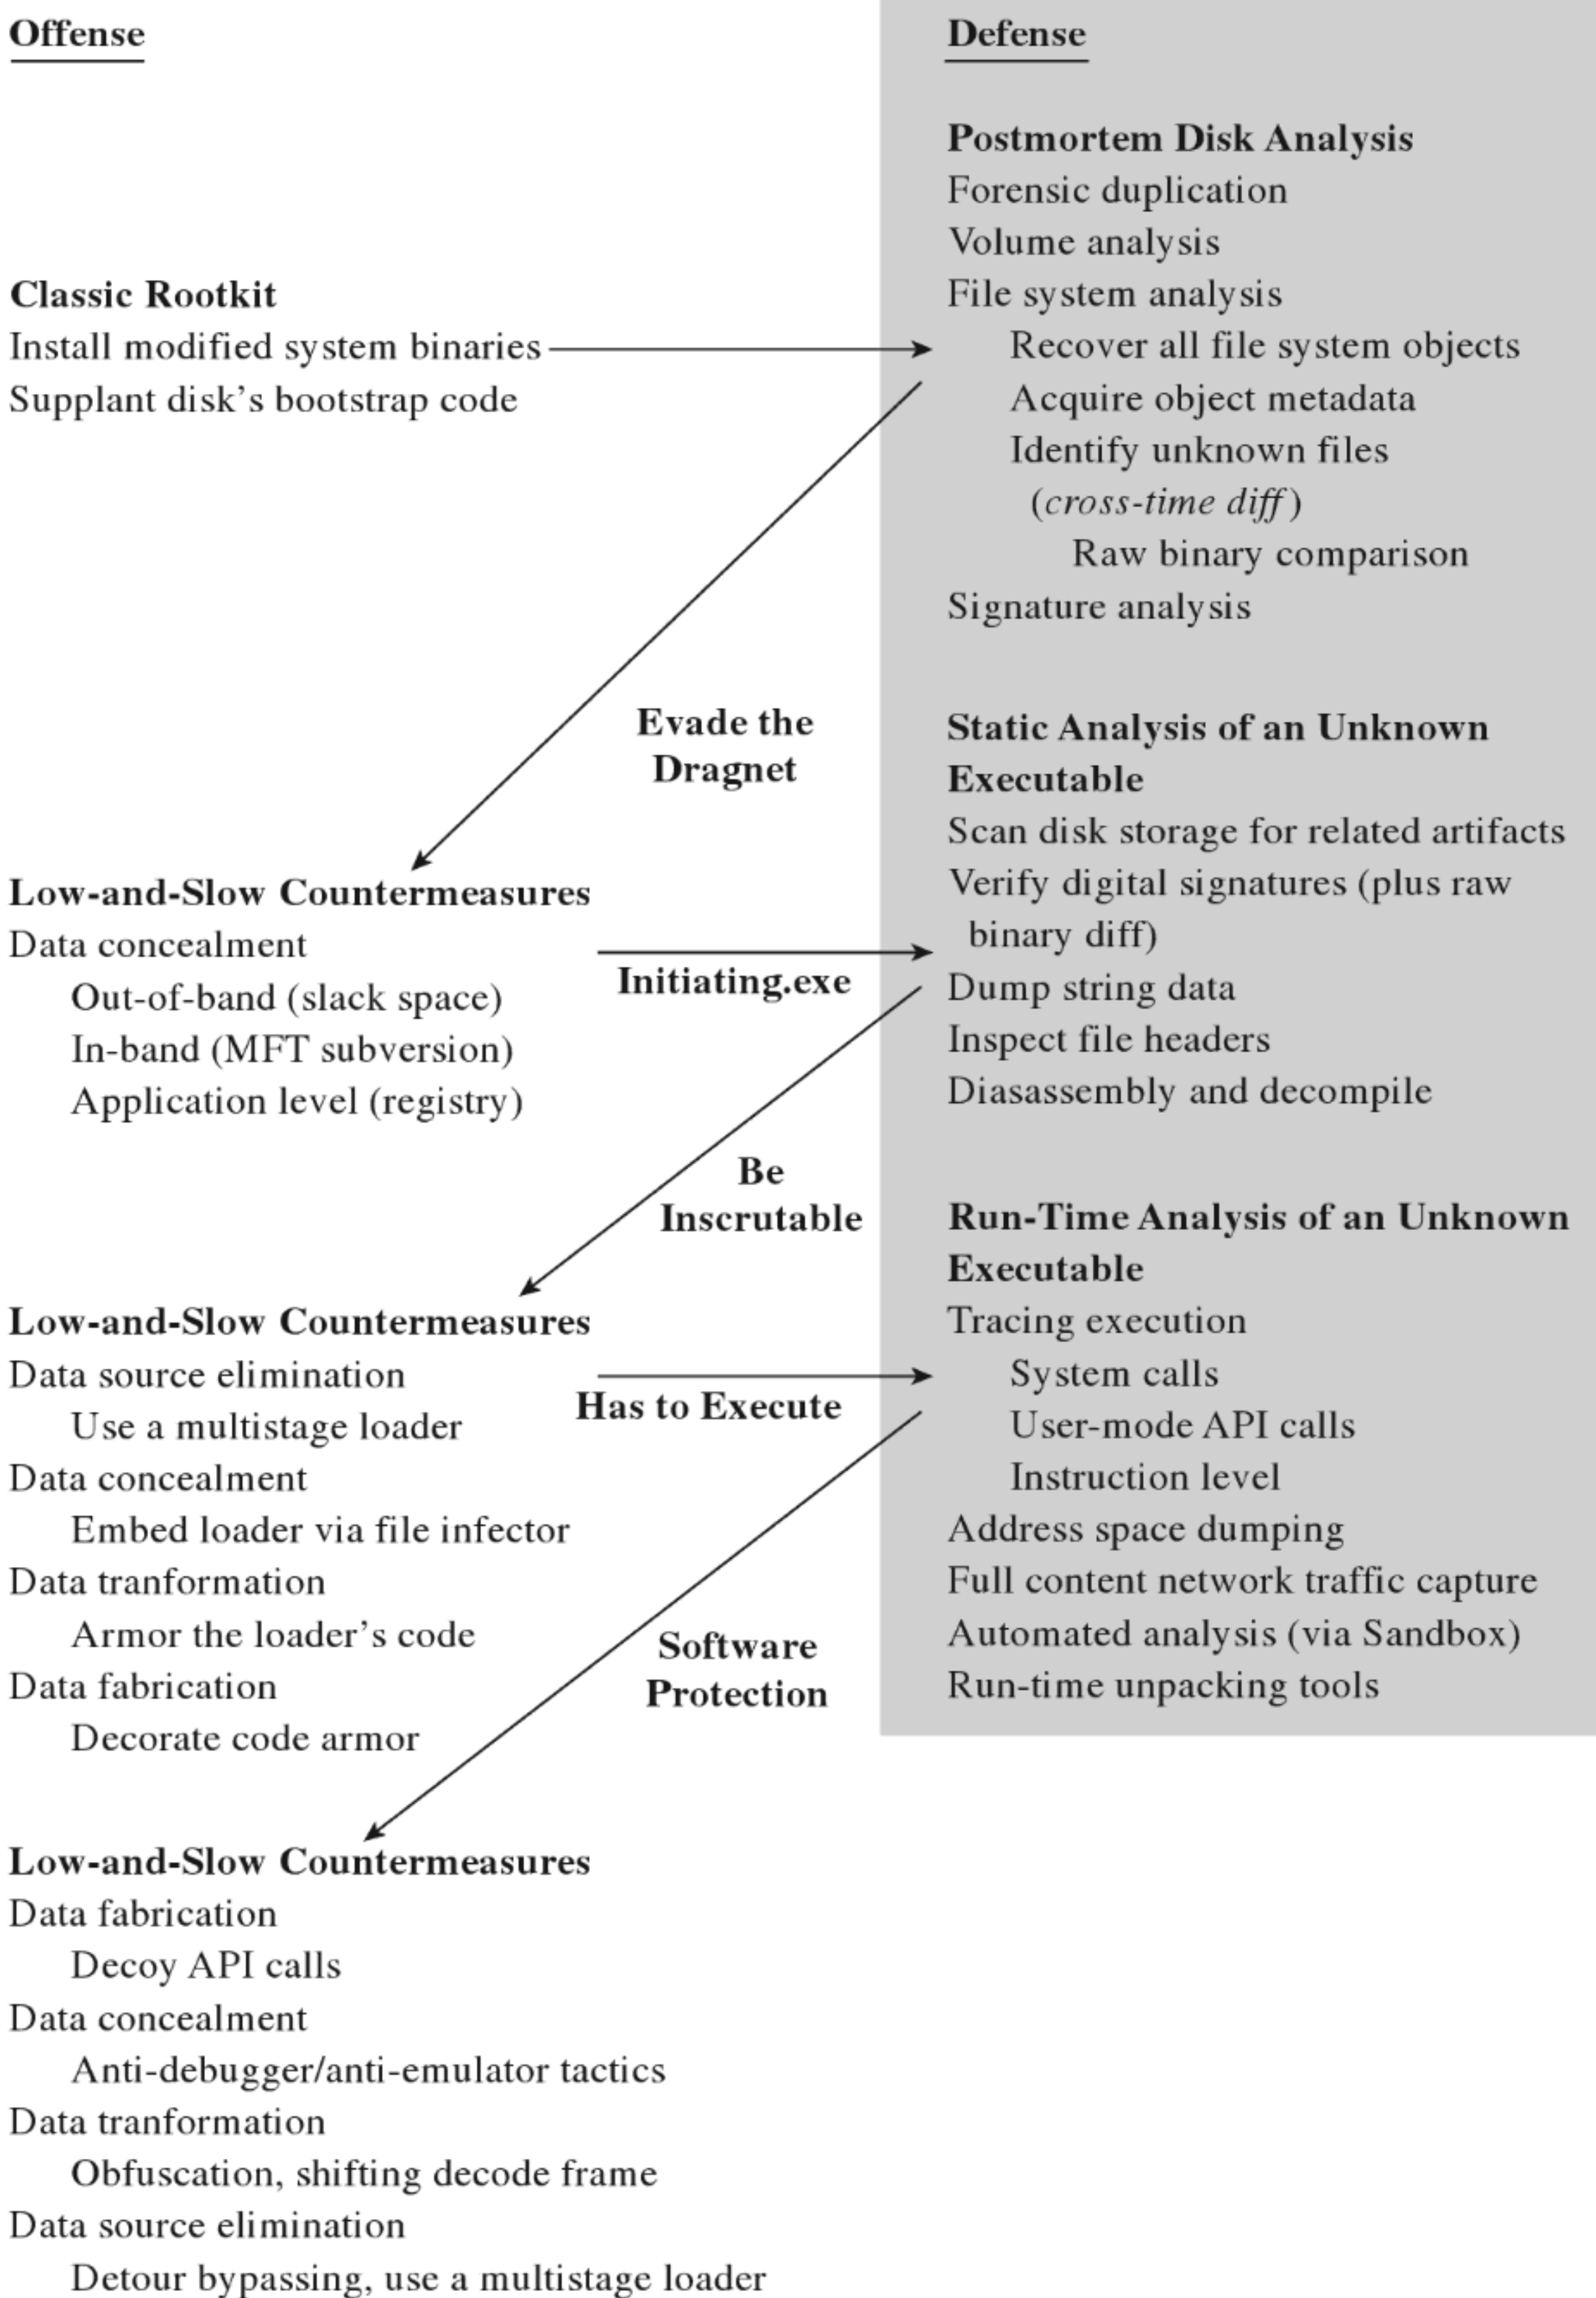 Offense
Classic Rootkit
Install modified system binaries
Supplant disk's bootstrap code
Evade the
Dragnet
Low-and-Slow Countermeasures
Data concealment
Out-of-band (slack space)
In-band (MFT subversion)
Application level (registry)
Initiating.exe
Be
Inscrutable
Low-and-Slow Countermeasures
Data source elimination
Use a multistage loader
Data concealment
Embed loader via file infector
Data tranformation
Armor the loader's code
Data fabrication
Decorate code armor
Has to Execute
Software
Protection
Low-and-Slow Countermeasures
Data fabrication
Decoy API calls
Data concealment
Anti-debugger/anti-emulator tactics
Data tranformation
Obfuscation, shifting decode frame
Data source elimination
Detour bypassing, use a multistage loader
Defense
Postmortem Disk Analysis
Forensic duplication
Volume analysis
File system analysis
Recover all file system objects
Acquire object metadata
Identify unknown files
(cross-time diff)
Raw binary comparison
Signature analysis
Static Analysis of an Unknown
Executable
Scan disk storage for related artifacts
Verify digital signatures (plus raw
binary diff)
Dump string data
Inspect file headers
Diasassembly and decompile
Run-Time Analysis of an Unknown
Executable
Tracing execution
System calls
User-mode API calls
Instruction level
Address space dumping
Full content network traffic capture
Automated analysis (via Sandbox)
Run-time unpacking tools